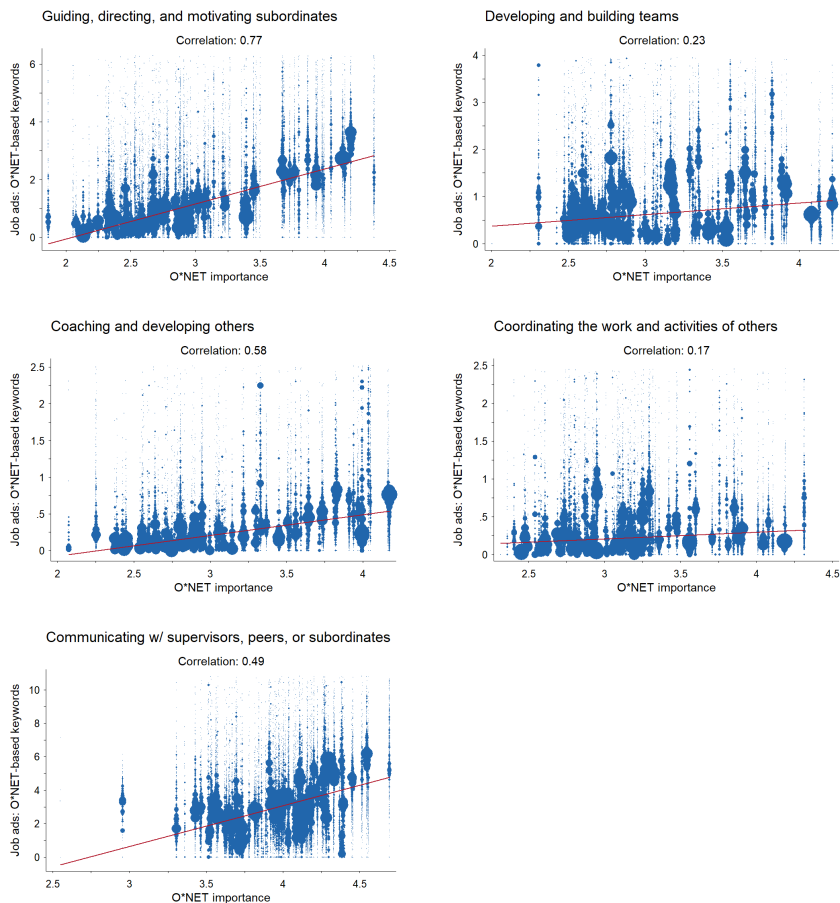 Guiding, directing, and motivating subordinates
Correlation: 0.77
Job ads: O*NET-based keywords
6
4
2
0
2
2.5
3
3.5
4
4.5
O*NET importance
Developing and building teams
Correlation: 0.23
Job ads: O*NET-based keywords
4
3
2
1
0
2
2.5
3
3.5
4
O*NET importance
Coaching and developing others
Correlation: 0.58
Job ads: O*NET-based keywords
2.5
2
1.5
1
.5
0
2
2.5
3
3.5
4
O*NET importance
Coordinating the work and activities of others
Correlation: 0.17
Job ads: O*NET-based keywords
2.5
2
1.5
1
.5
0
2.5
3
3.5
4
4.5
O*NET importance
Communicating w/ supervisors, peers, or subordinates
Correlation: 0.49
Job ads: O*NET-based keywords
10
8
6
4
2
0
2.5
3
3.5
4
4.5
O*NET importance